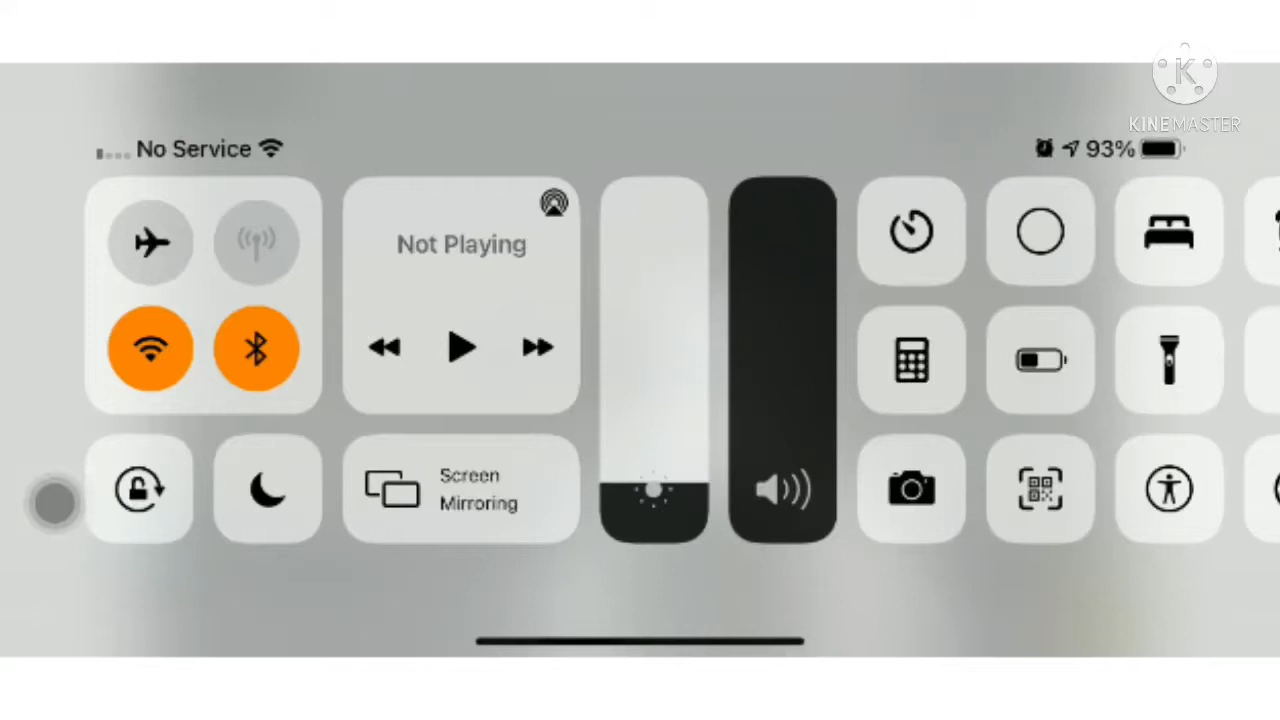 K
KINEMASTER
No Service
93%
Not Playing
Screen
Mirroring